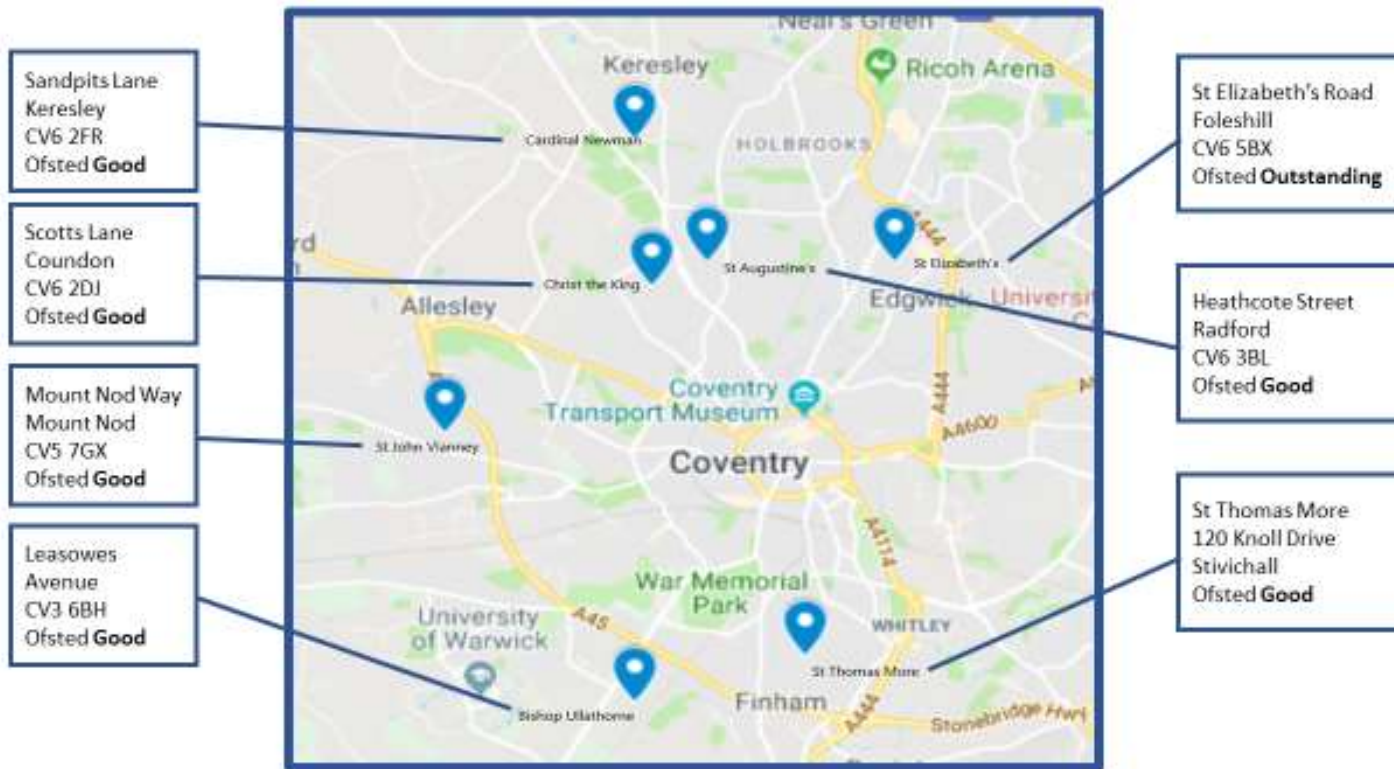 Sandpits Lane
Keresley
CV6 2FR
Ofsted Good
Scotts Lane
Coundon
CV6 2DJ
Ofsted Good
Mount Nod Way
Mount Nod
CV5 7GX
Ofsted Good
Leasowes
Avenue
CV3 6BH
Ofsted Good
Neal's Green
Keresley
Ricoh Arena
Cardinal Newman
HOLBROOKS
A444
St Augustine's
St Elizabeth's
Christ the King
Edgwick
Allesley
Coventry
Transport Museum
A444
A4600
St John Vianney
Coventry
A4114
War Memorial
Park
University
of Warwick
A45
WHITLEY
St Thomas More
Finham
Bishop Ullathorne
A444
Stonebridge Hwy
St Elizabeth's Road
Foleshill
CV6 5BX
Ofsted Outstanding
Heathcote Street
Radford
CV6 3BL
Ofsted Good
St Thomas More
120 Knoll Drive
Stivichall
Ofsted Good